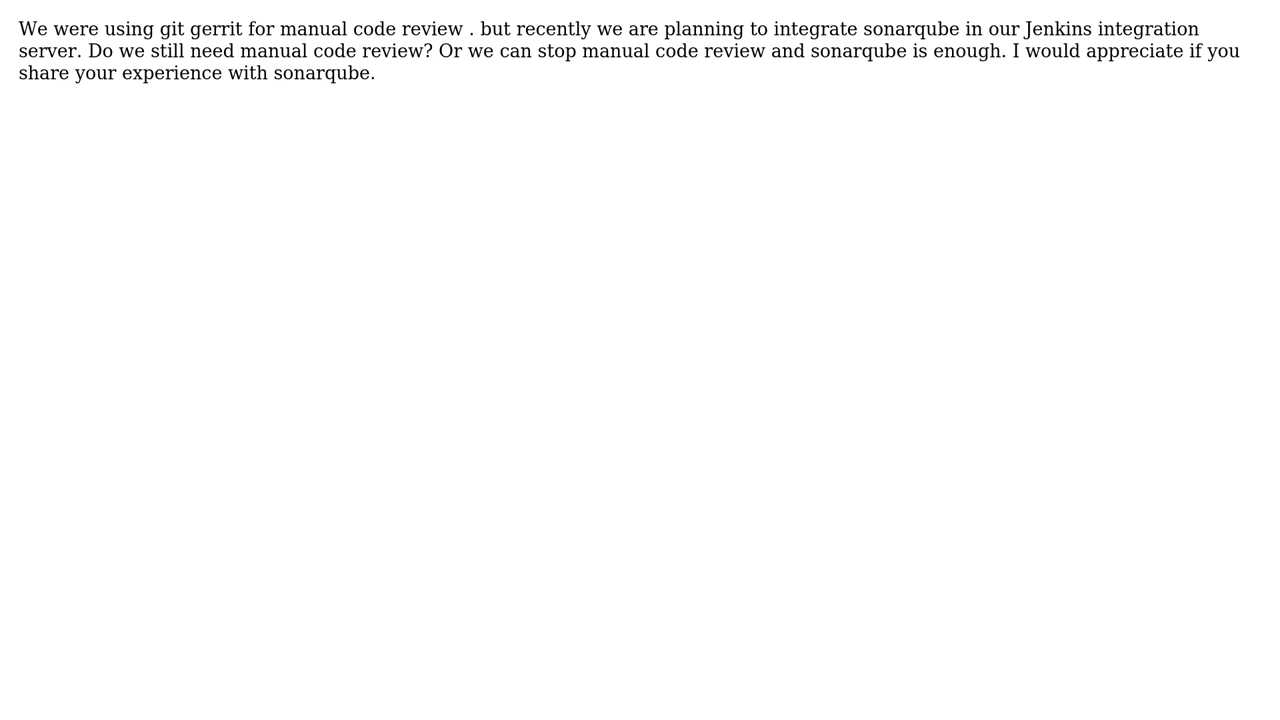 We were using git gerrit for manual code review . but recently we are planning to integrate sonarqube in our Jenkins integration
server. Do we still need manual code review? Or we can stop manual code review and sonarqube is enough. I would appreciate if you
share your experience with sonarqube.